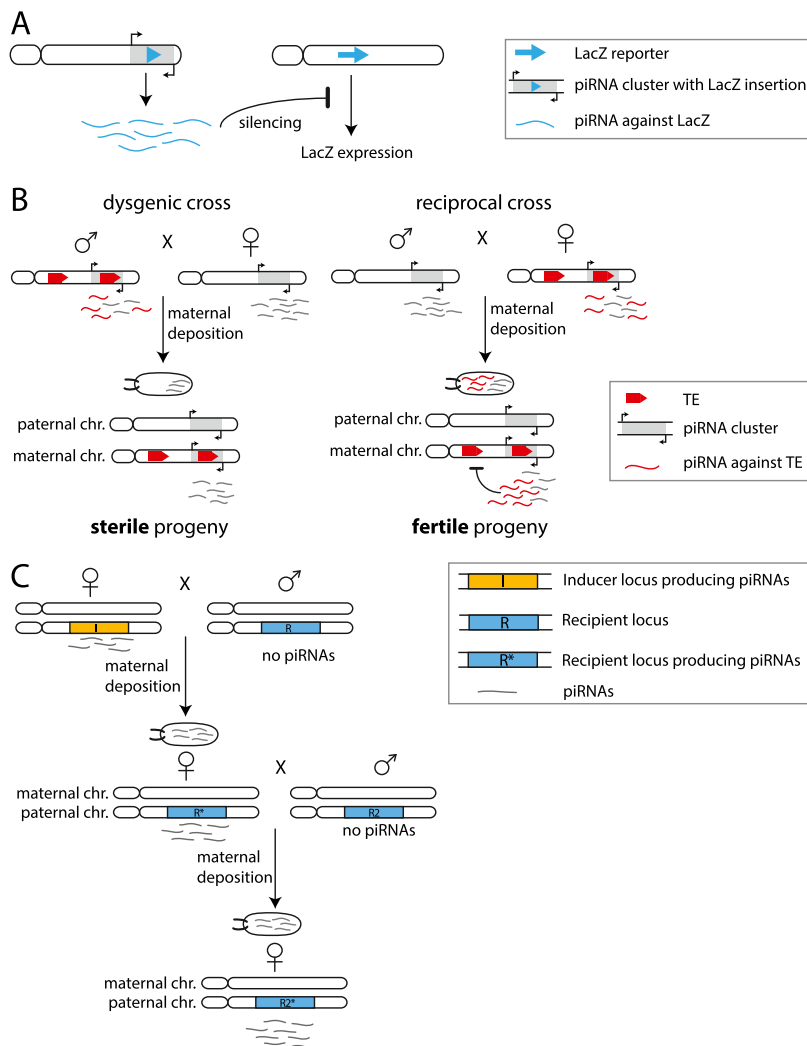 A
silencing
LacZ expression
LacZ reporter
piRNA cluster with LacZ insertion
piRNA against LacZ
B
dysgenic cross
reciprocal cross
♂ X ♀
♂ X ♀
maternal
deposition
maternal
deposition
paternal chr.
maternal chr.
paternal chr.
maternal chr.
sterile progeny
fertile progeny
TE
piRNA cluster
piRNA against TE
C
♀ X ♂
I
R
no piRNAs
maternal
deposition
♀ X ♂
maternal chr.
paternal chr.
R*
R2
no piRNAs
maternal
deposition
♀
maternal chr.
paternal chr.
R2*
I
Inducer locus producing piRNAs
R
Recipient locus
R*
Recipient locus producing piRNAs
piRNAs